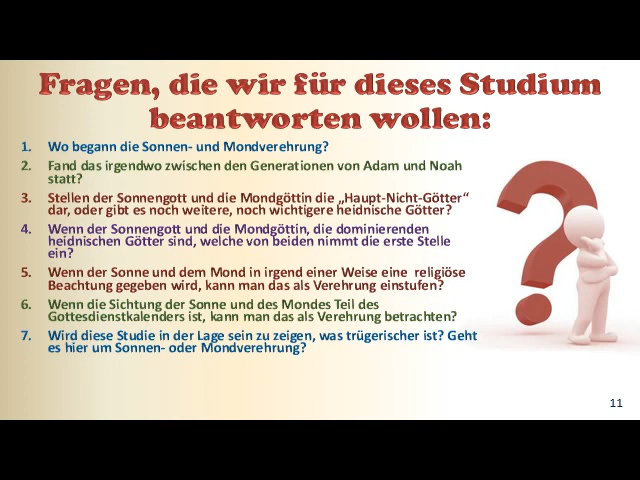 Fragen, die wir für dieses Studium
beantworten wollen:
1. Wo begann die Sonnen- und Mondverehrung?
2. Fand das irgendwo zwischen den Generationen von Adam und Noah
statt?
3. Stellen der Sonnengott und die Mondgöttin die „Haupt-Nicht-Götter“
dar, oder gibt es noch weitere, noch wichtigere heidnische Götter?
4. Wenn der Sonnengott und die Mondgöttin, die dominierenden
heidnischen Götter sind, welche von beiden nimmt die erste Stelle
ein?
5. Wenn der Sonne und dem Mond in irgend einer Weise eine religiöse
Beachtung gegeben wird, kann man das als Verehrung einstufen?
6. Wenn die Sichtung der Sonne und des Mondes Teil des
Gottesdienstkalenders ist, kann man das als Verehrung betrachten?
7. Wird diese Studie in der Lage sein zu zeigen, was trügerischer ist? Geht
es hier um Sonnen- oder Mondverehrung?
11